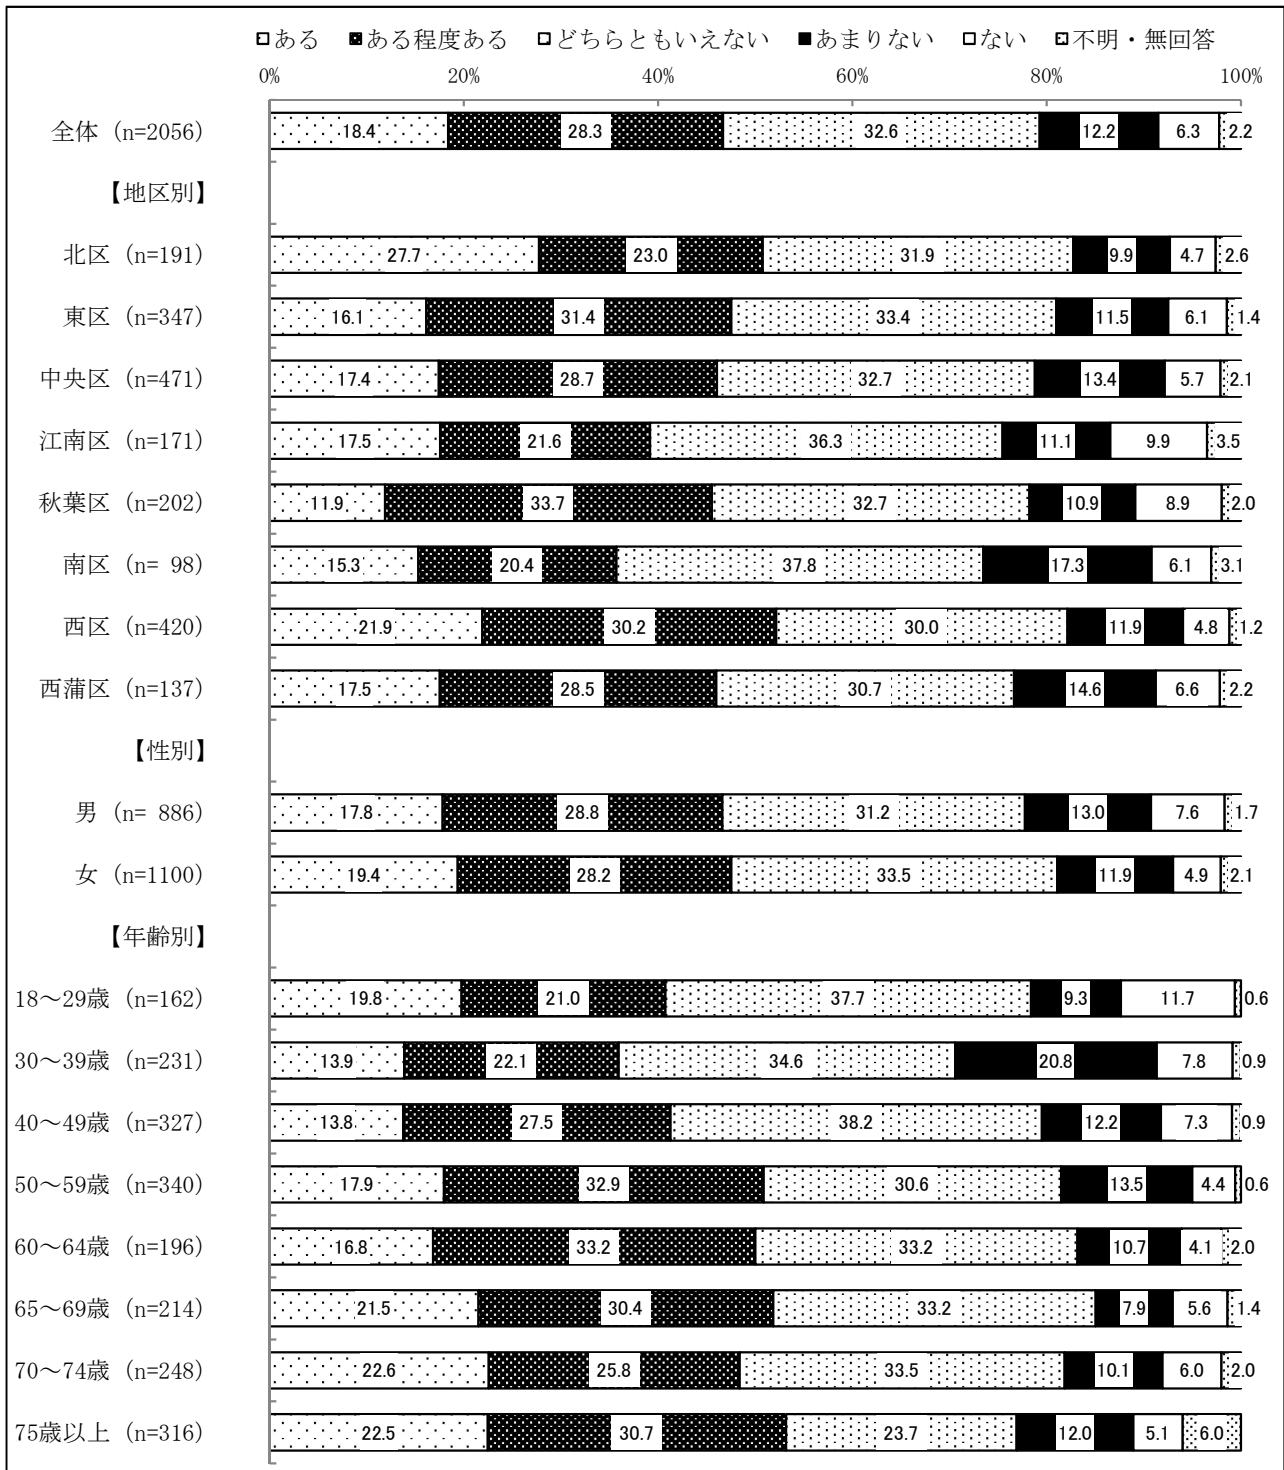 ある ある程度ある どちらともいえない あまりない ない 不明・無回答
0% 20% 40% 60% 80% 100%
全体 (n=2056) 18.4 28.3 32.6 12.2 6.3 2.2
【地区別】
北区 (n=191) 27.7 23.0 31.9 9.9 4.7 2.6
東区 (n=347) 16.1 31.4 33.4 11.5 6.1 1.4
中央区 (n=471) 17.4 28.7 32.7 13.4 5.7 2.1
江南区 (n=171) 17.5 21.6 36.3 11.1 9.9 3.5
秋葉区 (n=202) 11.9 33.7 32.7 10.9 8.9 2.0
南区 (n= 98) 15.3 20.4 37.8 17.3 6.1 3.1
西区 (n=420) 21.9 30.2 30.0 11.9 4.8 1.2
西蒲区 (n=137) 17.5 28.5 30.7 14.6 6.6 2.2
【性別】
男 (n= 886) 17.8 28.8 31.2 13.0 7.6 1.7
女 (n=1100) 19.4 28.2 33.5 11.9 4.9 2.1
【年齢別】
18～29歳 (n=162) 19.8 21.0 37.7 9.3 11.7 0.6
30～39歳 (n=231) 13.9 22.1 34.6 20.8 7.8 0.9
40～49歳 (n=327) 13.8 27.5 38.2 12.2 7.3 0.9
50～59歳 (n=340) 17.9 32.9 30.6 13.5 4.4 0.6
60～64歳 (n=196) 16.8 33.2 33.2 10.7 4.1 2.0
65～69歳 (n=214) 21.5 30.4 33.2 7.9 5.6 1.4
70～74歳 (n=248) 22.6 25.8 33.5 10.1 6.0 2.0
75歳以上 (n=316) 22.5 30.7 23.7 12.0 5.1 6.0